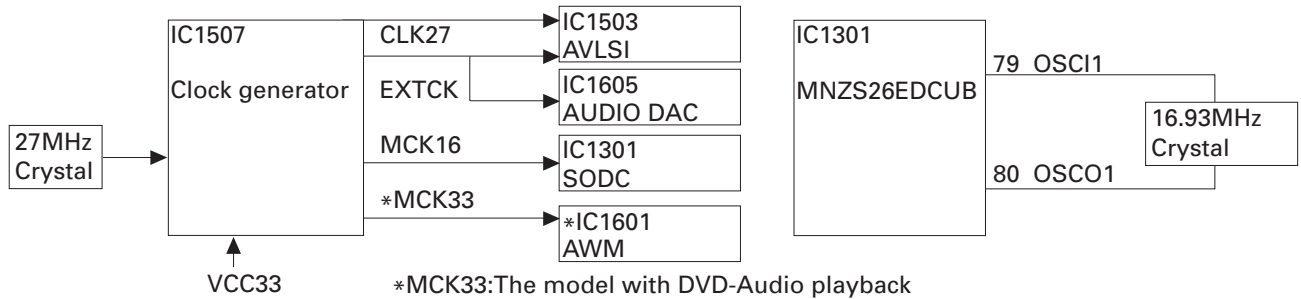 IC1507
Clock generator
27MHz
Crystal
VCC33
CLK27
EXTCK
MCK16
*MCK33
IC1503
AVLSI
IC1605
AUDIO DAC
IC1301
SODC
*IC1601
AWM
*MCK33:The model with DVD-Audio playback
IC1301
MNZS26EDCUB
79 OSCI1
80 OSCO1
16.93MHz
Crystal